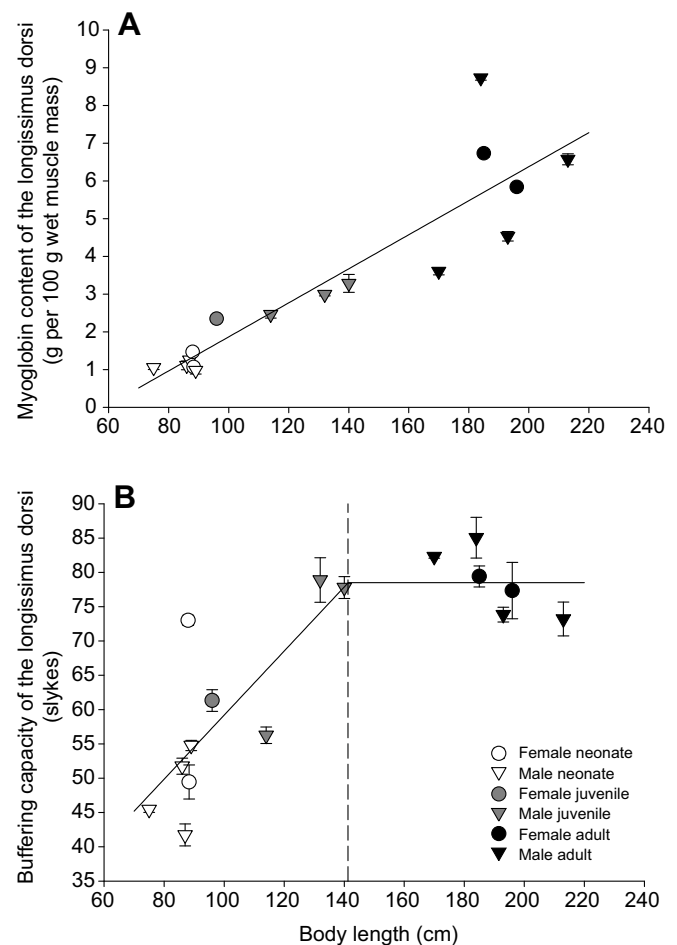 A
10
9
8
7
6
5
4
3
2
1
0
Myoglobin content of the longissimus dorsi
(g per 100 g wet muscle mass)
60 80 100 120 140 160 180 200 220 240
B
90
85
80
75
70
65
60
55
50
45
40
35
Buffering capacity of the longissimus dorsi
(slykes)
Female neonate
Male neonate
Female juvenile
Male juvenile
Female adult
Male adult
60 80 100 120 140 160 180 200 220 240
Body length (cm)